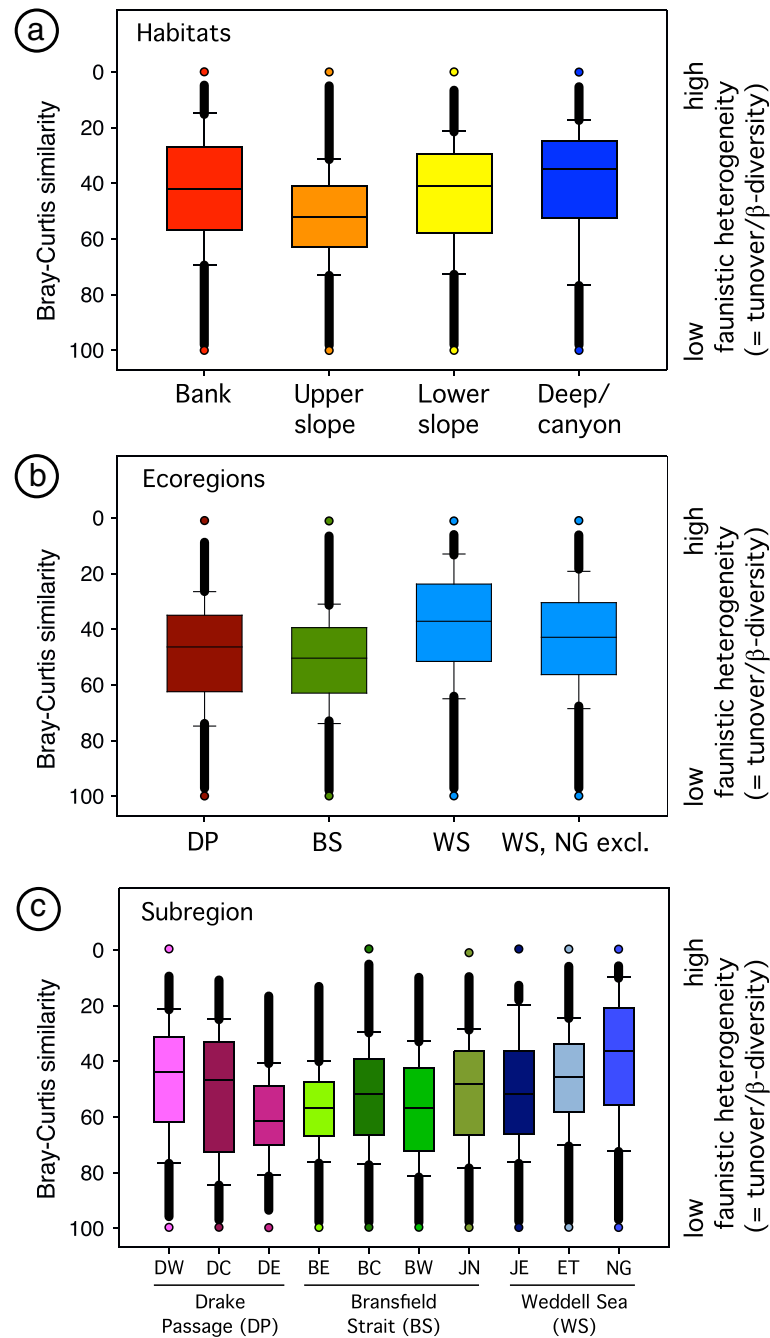 a
Habitats
0
20
40
60
80
100
Bray-Curtis similarity
Bank
Upper
slope
Lower
slope
Deep/
canyon
low
high
faunistic heterogeneity
(= tunover/β-diversity)
b
Ecoregions
0
20
40
60
80
100
Bray-Curtis similarity
DP
BS
WS
WS, NG excl.
low
high
faunistic heterogeneity
(= tunover/β-diversity)
c
Subregion
0
20
40
60
80
100
Bray-Curtis similarity
DW DC DE BE BC BW JN JE ET NG
Drake
Passage (DP)
Bransfield
Strait (BS)
Weddell Sea
(WS)
low
high
faunistic heterogeneity
(= tunover/β-diversity)